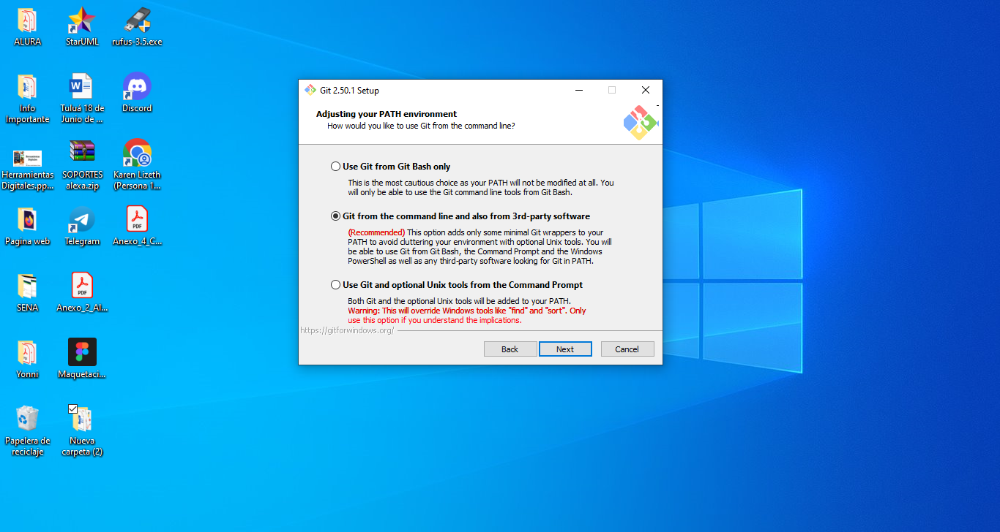 ALURA
StarUML
rufus-3.5.exe
Info
Importante
Tuluá 18 de
Junio de ...
Discord
Herramientas
Digitales.pp...
SOPORTES
alexa.zip
Karen Lizeth
(Persona 1...
Pagina web
Telegram
PDF
Anexo_4_C...
SENA
PDF
Anexo_2_Al...
Yonni
Maquetaci...
Papelera de
reciclaje
Nueva
carpeta (2)
Git 2.50.1 Setup
Adjusting your PATH environment
How would you like to use Git from the command line?
Use Git from Git Bash only
This is the most cautious choice as your PATH will not be modified at all. You
will only be able to use the Git command line tools from Git Bash.
Git from the command line and also from 3rd-party software
(Recommended) This option adds only some minimal Git wrappers to your
PATH to avoid cluttering your environment with optional Unix tools. You will
be able to use Git from Git Bash, the Command Prompt and the Windows
PowerShell as well as any third-party software looking for Git in PATH.
Use Git and optional Unix tools from the Command Prompt
Both Git and the optional Unix tools will be added to your PATH.
Warning: This will override Windows tools like "find" and "sort". Only
use this option if you understand the implications.
https://gitforwindows.org/
Back
Next
Cancel